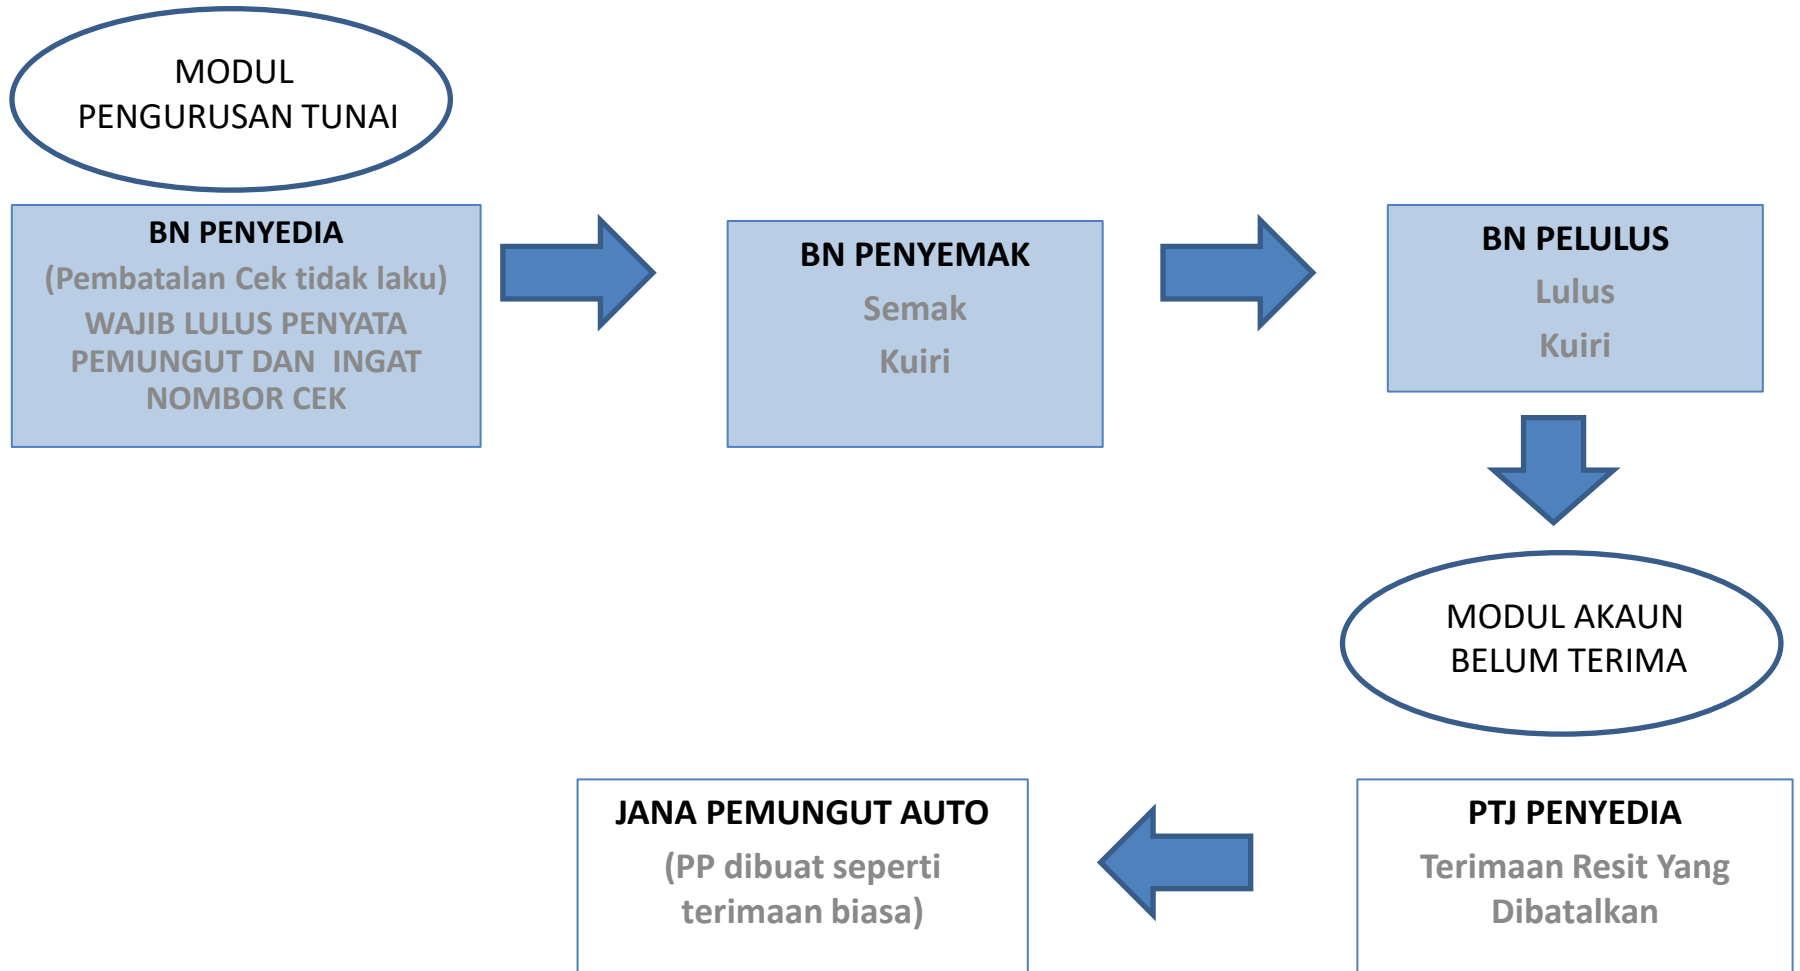 MODUL
PENGURUSAN TUNAI
BN PENYEDIA
(Pembatalan Cek tidak laku)
WAJIB LULUS PENYATA
PEMUNGUT DAN INGAT
NOMBOR CEK
BN PENYEMAK
Semak
Kuiri
BN PELULUS
Lulus
Kuiri
MODUL AKAUN
BELUM TERIMA
PTJ PENYEDIA
Terimaan Resit Yang
Dibatalkan
JANA PEMUNGUT AUTO
(PP dibuat seperti
terimaan biasa)